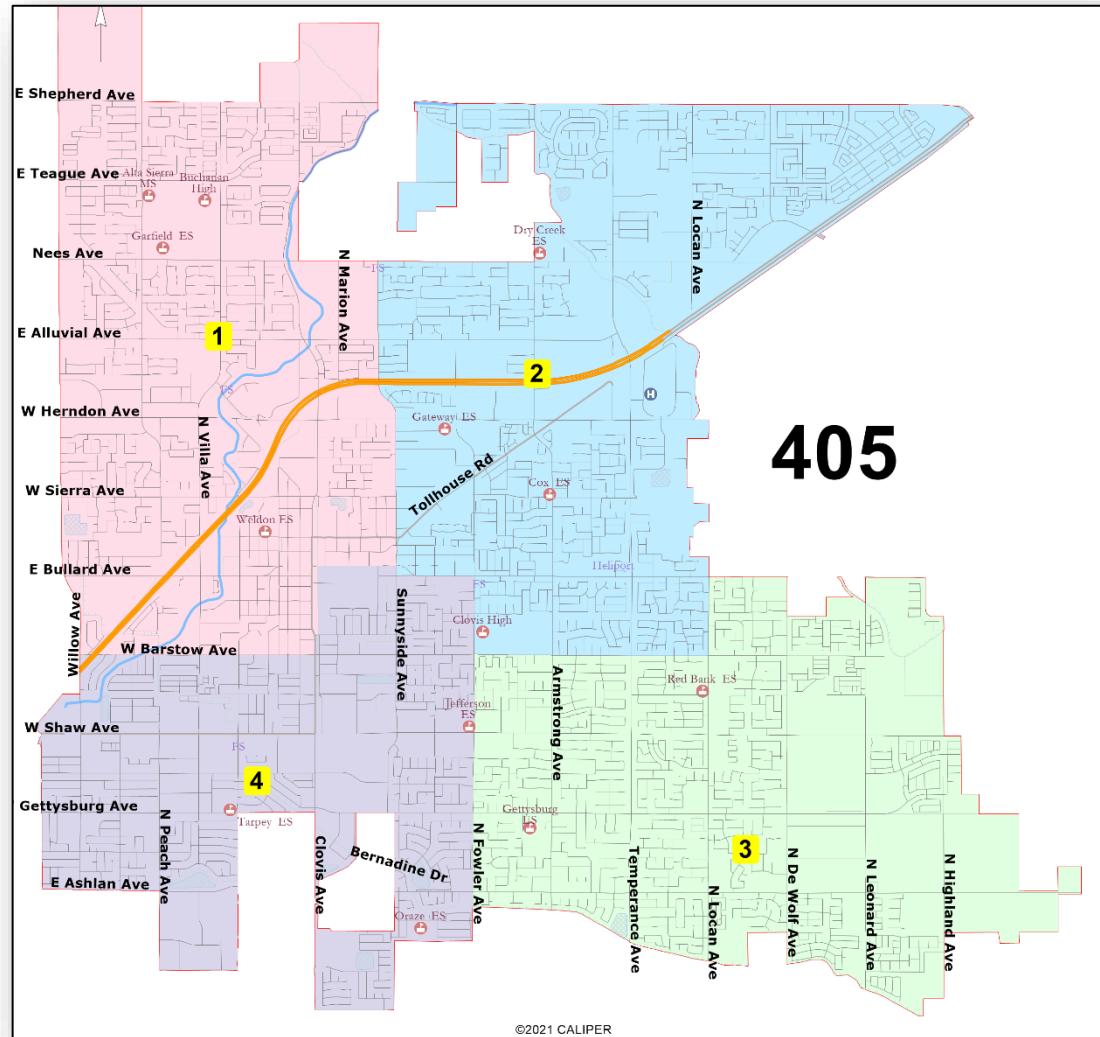 E Shepherd Ave
E Teague Ave
Alta Sierra
MS
Buchanan
High
Garfield ES
Nees Ave
N Marion Ave
FS
Dry Creek
ES
N Locan Ave
E Alluvial Ave
1
2
FS
W Herndon Ave
N Villa Ave
Gateway ES
H
405
Tollhouse Rd
W Sierra Ave
Cox ES
Weldon ES
E Bullard Ave
Heliport
Willow Ave
Sunnyside Ave
FS
Clovis High
W Barstow Ave
Armstrong Ave
Red Bank ES
Jefferson
ES
W Shaw Ave
FS
4
Gettysburg Ave
N Peach Ave
Tarpey ES
Gettysburg
ES
Clovis Ave
Bernadine Dr
N Fowler Ave
Temperance Ave
3
N Locan Ave
N De Wolf Ave
N Leonard Ave
N Highland Ave
E Ashlan Ave
Oraze ES
©2021 CALIPER